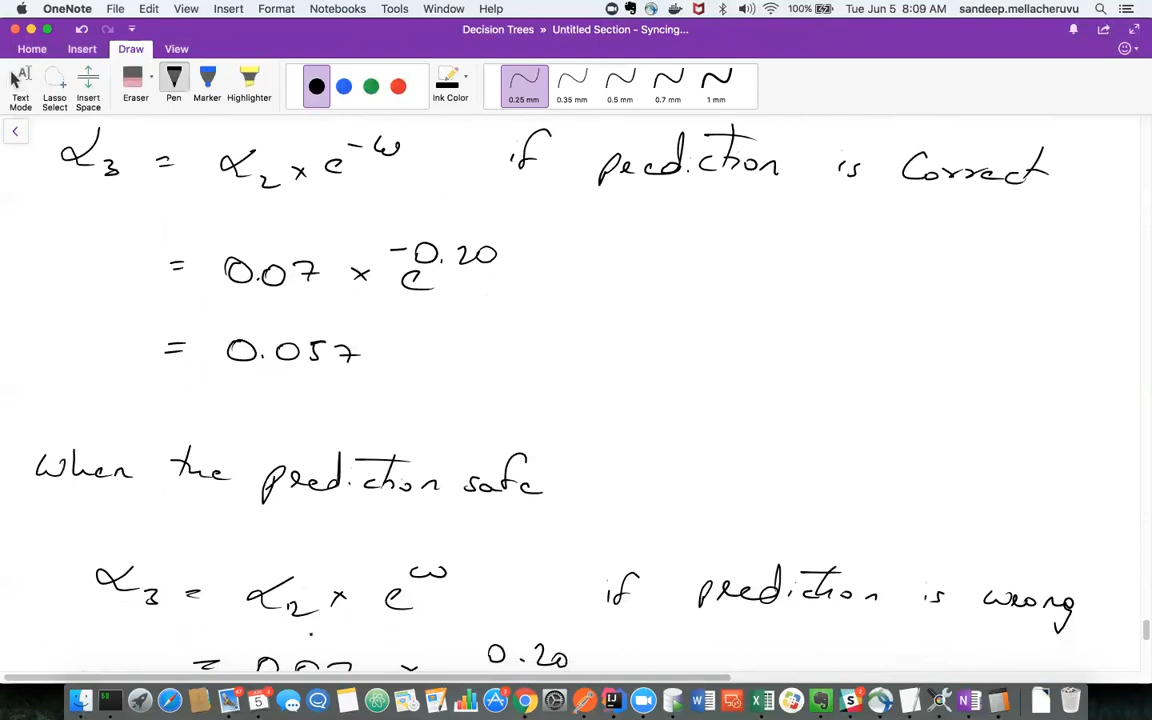 OneNote File Edit View Insert Format Notebooks Tools Window Help 100% Tue Jun 5 8:09 AM sandeep.mellacheruvu
Decision Trees » Untitled Section - Syncing...
Home Insert Draw View
Text Mode Lasso Select Insert Space Eraser Pen Marker Highlighter Ink Color 0.25 mm 0.35 mm 0.5 mm 0.7 mm 1 mm
α₃ = α₂ × e^-ω if prediction is Correct
= 0.07 × e^-0.20
= 0.057
When the prediction safe
α₃ = α₂ × e^ω if prediction is wrong
= 0.07 × 0.20